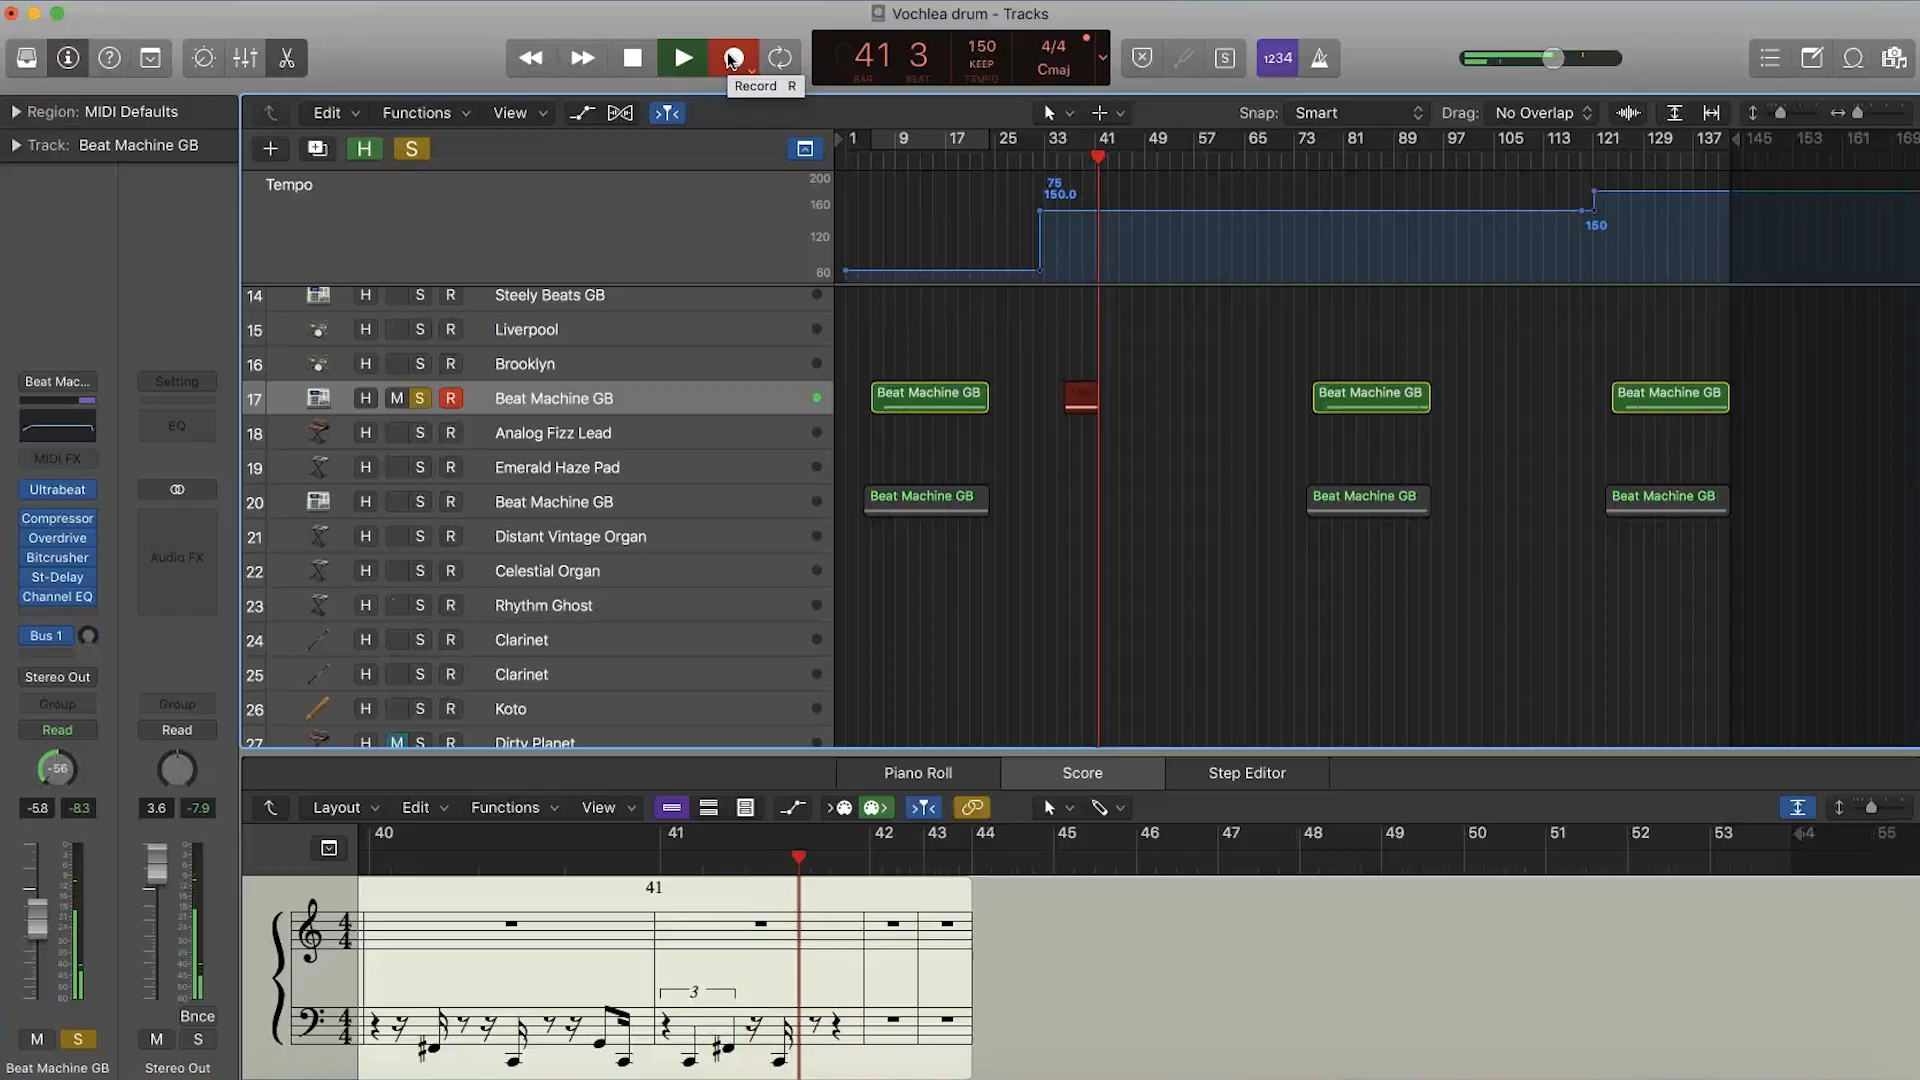 Vochlea drum - Tracks
41 3 150 4/4
KEEP Cmaj
BAR BEAT TEMPO
S 1234
Record R
Region: MIDI Defaults
Track: Beat Machine GB
Edit Functions View
Snap: Smart Drag: No Overlap
H S
1 9 17 25 33 41 49 57 65 73 81 89 97 105 113 121 129 137 145 153 161 169
Tempo
200
160
120
60
75
150.0
150
14 H S R Steely Beats GB
15 H S R Liverpool
16 H S R Brooklyn
17 H M S R Beat Machine GB
Beat Machine GB Beat Machine GB Beat Machine GB
18 H S R Analog Fizz Lead
19 H S R Emerald Haze Pad
20 H S R Beat Machine GB
Beat Machine GB Beat Machine GB Beat Machine GB
21 H S R Distant Vintage Organ
22 H S R Celestial Organ
23 H S R Rhythm Ghost
24 H S R Clarinet
25 H S R Clarinet
26 H S R Koto
27 H M S R Dirty Planet
Beat Mac... Setting
EQ
MIDI FX
Ultrabeat
Compressor
Overdrive
Bitcrusher
St-Delay
Channel EQ
Audio FX
Bus 1
Stereo Out
Group Group
Read Read
-56
-5.8 -8.3 3.6 -7.9
Bnce
M S M S
Beat Machine GB Stereo Out
Piano Roll Score Step Editor
Layout Edit Functions View
40 41 42 43 44 45 46 47 48 49 50 51 52 53 55
41
4
4
3
4
4